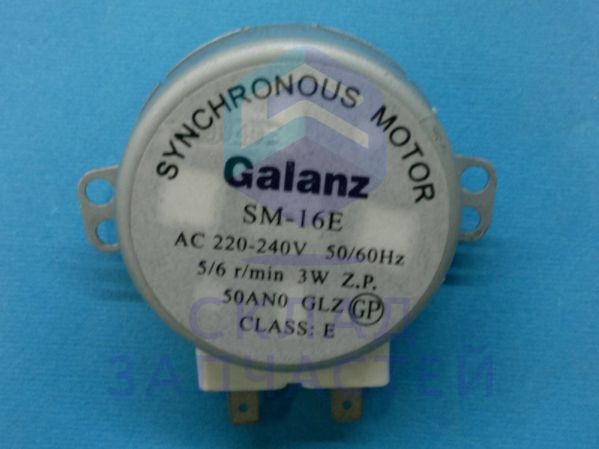 SYNCHRONOUS MOTOR
Galanz
SM-16E
AC 220-240V 50/60Hz
5/6 r/min 3W Z.P.
50AN0 GLZ GP
CLASS: E
СКЛАД
ЗАПЧАСТЕЙ